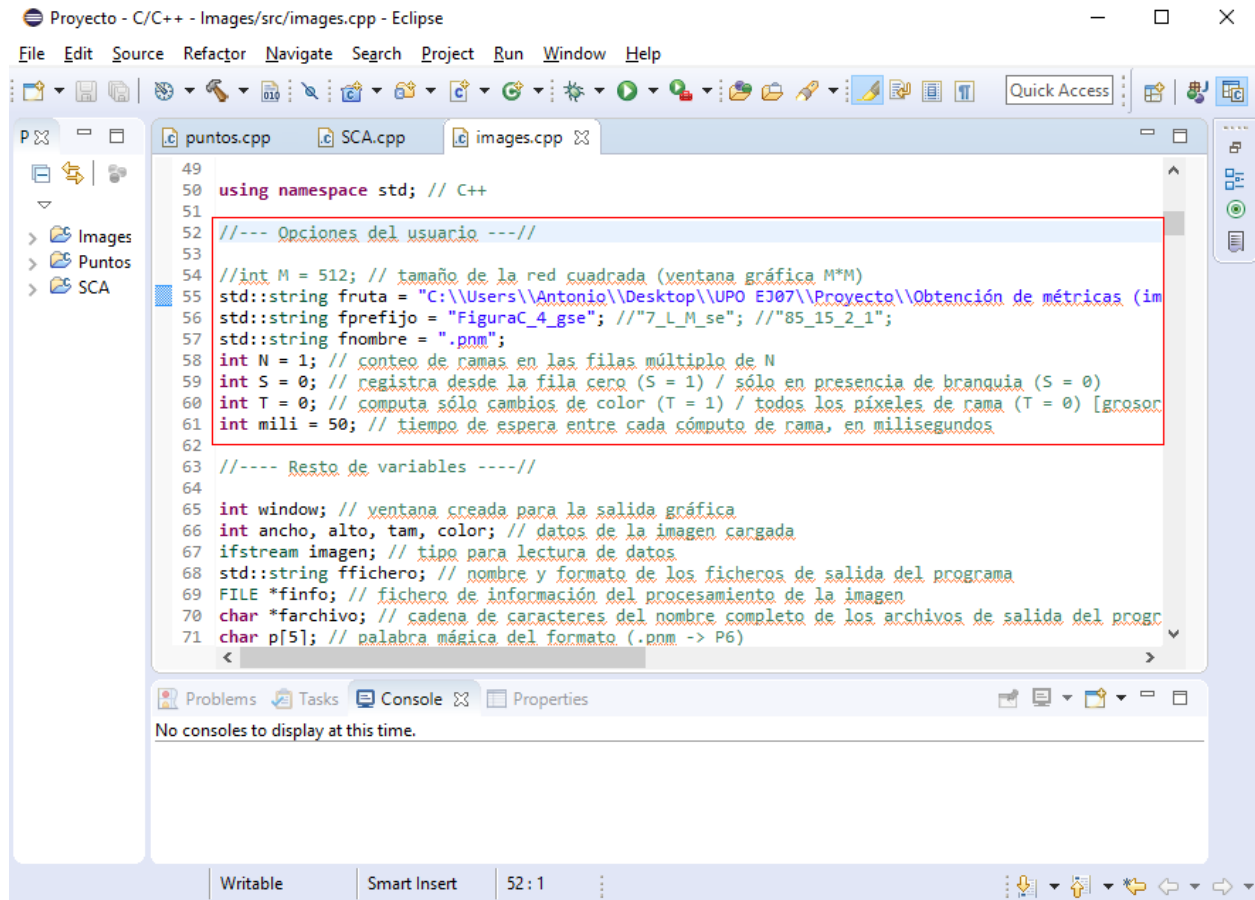 Proyecto - C/C++ - Images/src/images.cpp - Eclipse
File Edit Source Refactor Navigate Search Project Run Window Help
Quick Access
P
puntos.cpp SCA.cpp images.cpp
Images
Puntos
SCA
49
50 using namespace std; // C++
51
52 //--- Opciones del usuario ---//
53
54 //int M = 512; // tamaño de la red cuadrada (ventana gráfica M*M)
55 std::string fruta = "C:\\Users\\Antonio\\Desktop\\UPO EJ07\\Proyecto\\Obtención de métricas (im
56 std::string fprefijo = "FiguraC_4_gse"; //"7_L_M_se"; //"85_15_2_1";
57 std::string fnombre = ".pnm";
58 int N = 1; // conteo de ramas en las filas múltiplo de N
59 int S = 0; // registra desde la fila cero (S = 1) / sólo en presencia de branquia (S = 0)
60 int T = 0; // computa sólo cambios de color (T = 1) / todos los píxeles de rama (T = 0) [grosor
61 int mili = 50; // tiempo de espera entre cada cómputo de rama, en milisegundos
62
63 //---- Resto de variables ----//
64
65 int window; // ventana creada para la salida gráfica
66 int ancho, alto, tam, color; // datos de la imagen cargada
67 ifstream imagen; // tipo para lectura de datos
68 std::string ffichero; // nombre y formato de los ficheros de salida del programa
69 FILE *finfo; // fichero de información del procesamiento de la imagen
70 char *farchivo; // cadena de caracteres del nombre completo de los archivos de salida del progr
71 char p[5]; // palabra mágica del formato (.pnm -> P6)
Problems Tasks Console Properties
No consoles to display at this time.
Writable Smart Insert 52 : 1